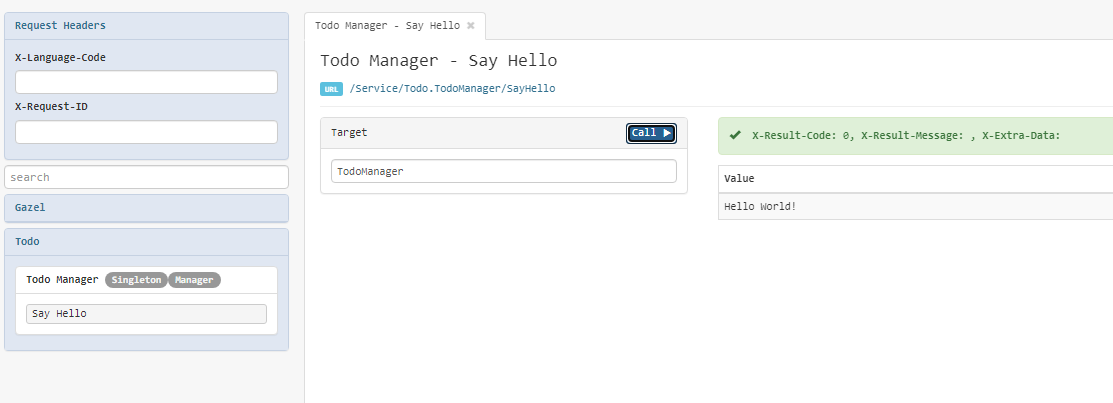 Request Headers
X-Language-Code
X-Request-ID
search
Gazel
Todo
Todo Manager Singleton Manager
Say Hello
Todo Manager - Say Hello ✖
Todo Manager - Say Hello
URL /Service/Todo.TodoManager/SayHello
Target Call ▶
TodoManager
✔ X-Result-Code: 0, X-Result-Message: , X-Extra-Data:
Value
Hello World!